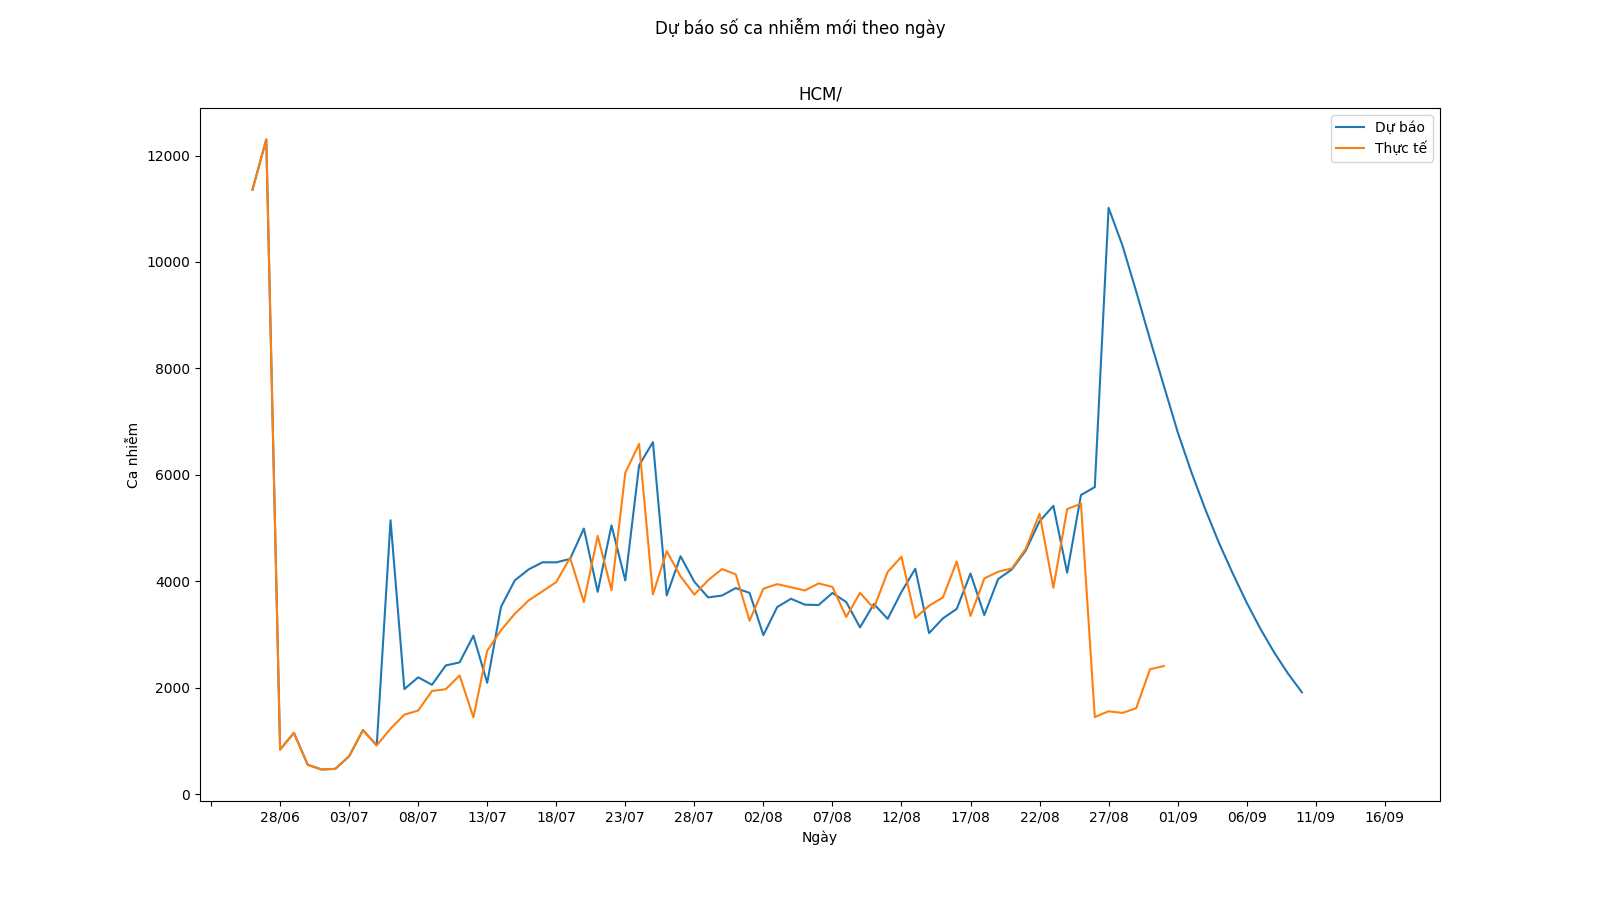 Dự báo số ca nhiễm mới theo ngày
HCM/
Dự báo
Thực tế
12000
10000
8000
6000
4000
2000
0
Ca nhiễm
28/06 03/07 08/07 13/07 18/07 23/07 28/07 02/08 07/08 12/08 17/08 22/08 27/08 01/09 06/09 11/09 16/09
Ngày